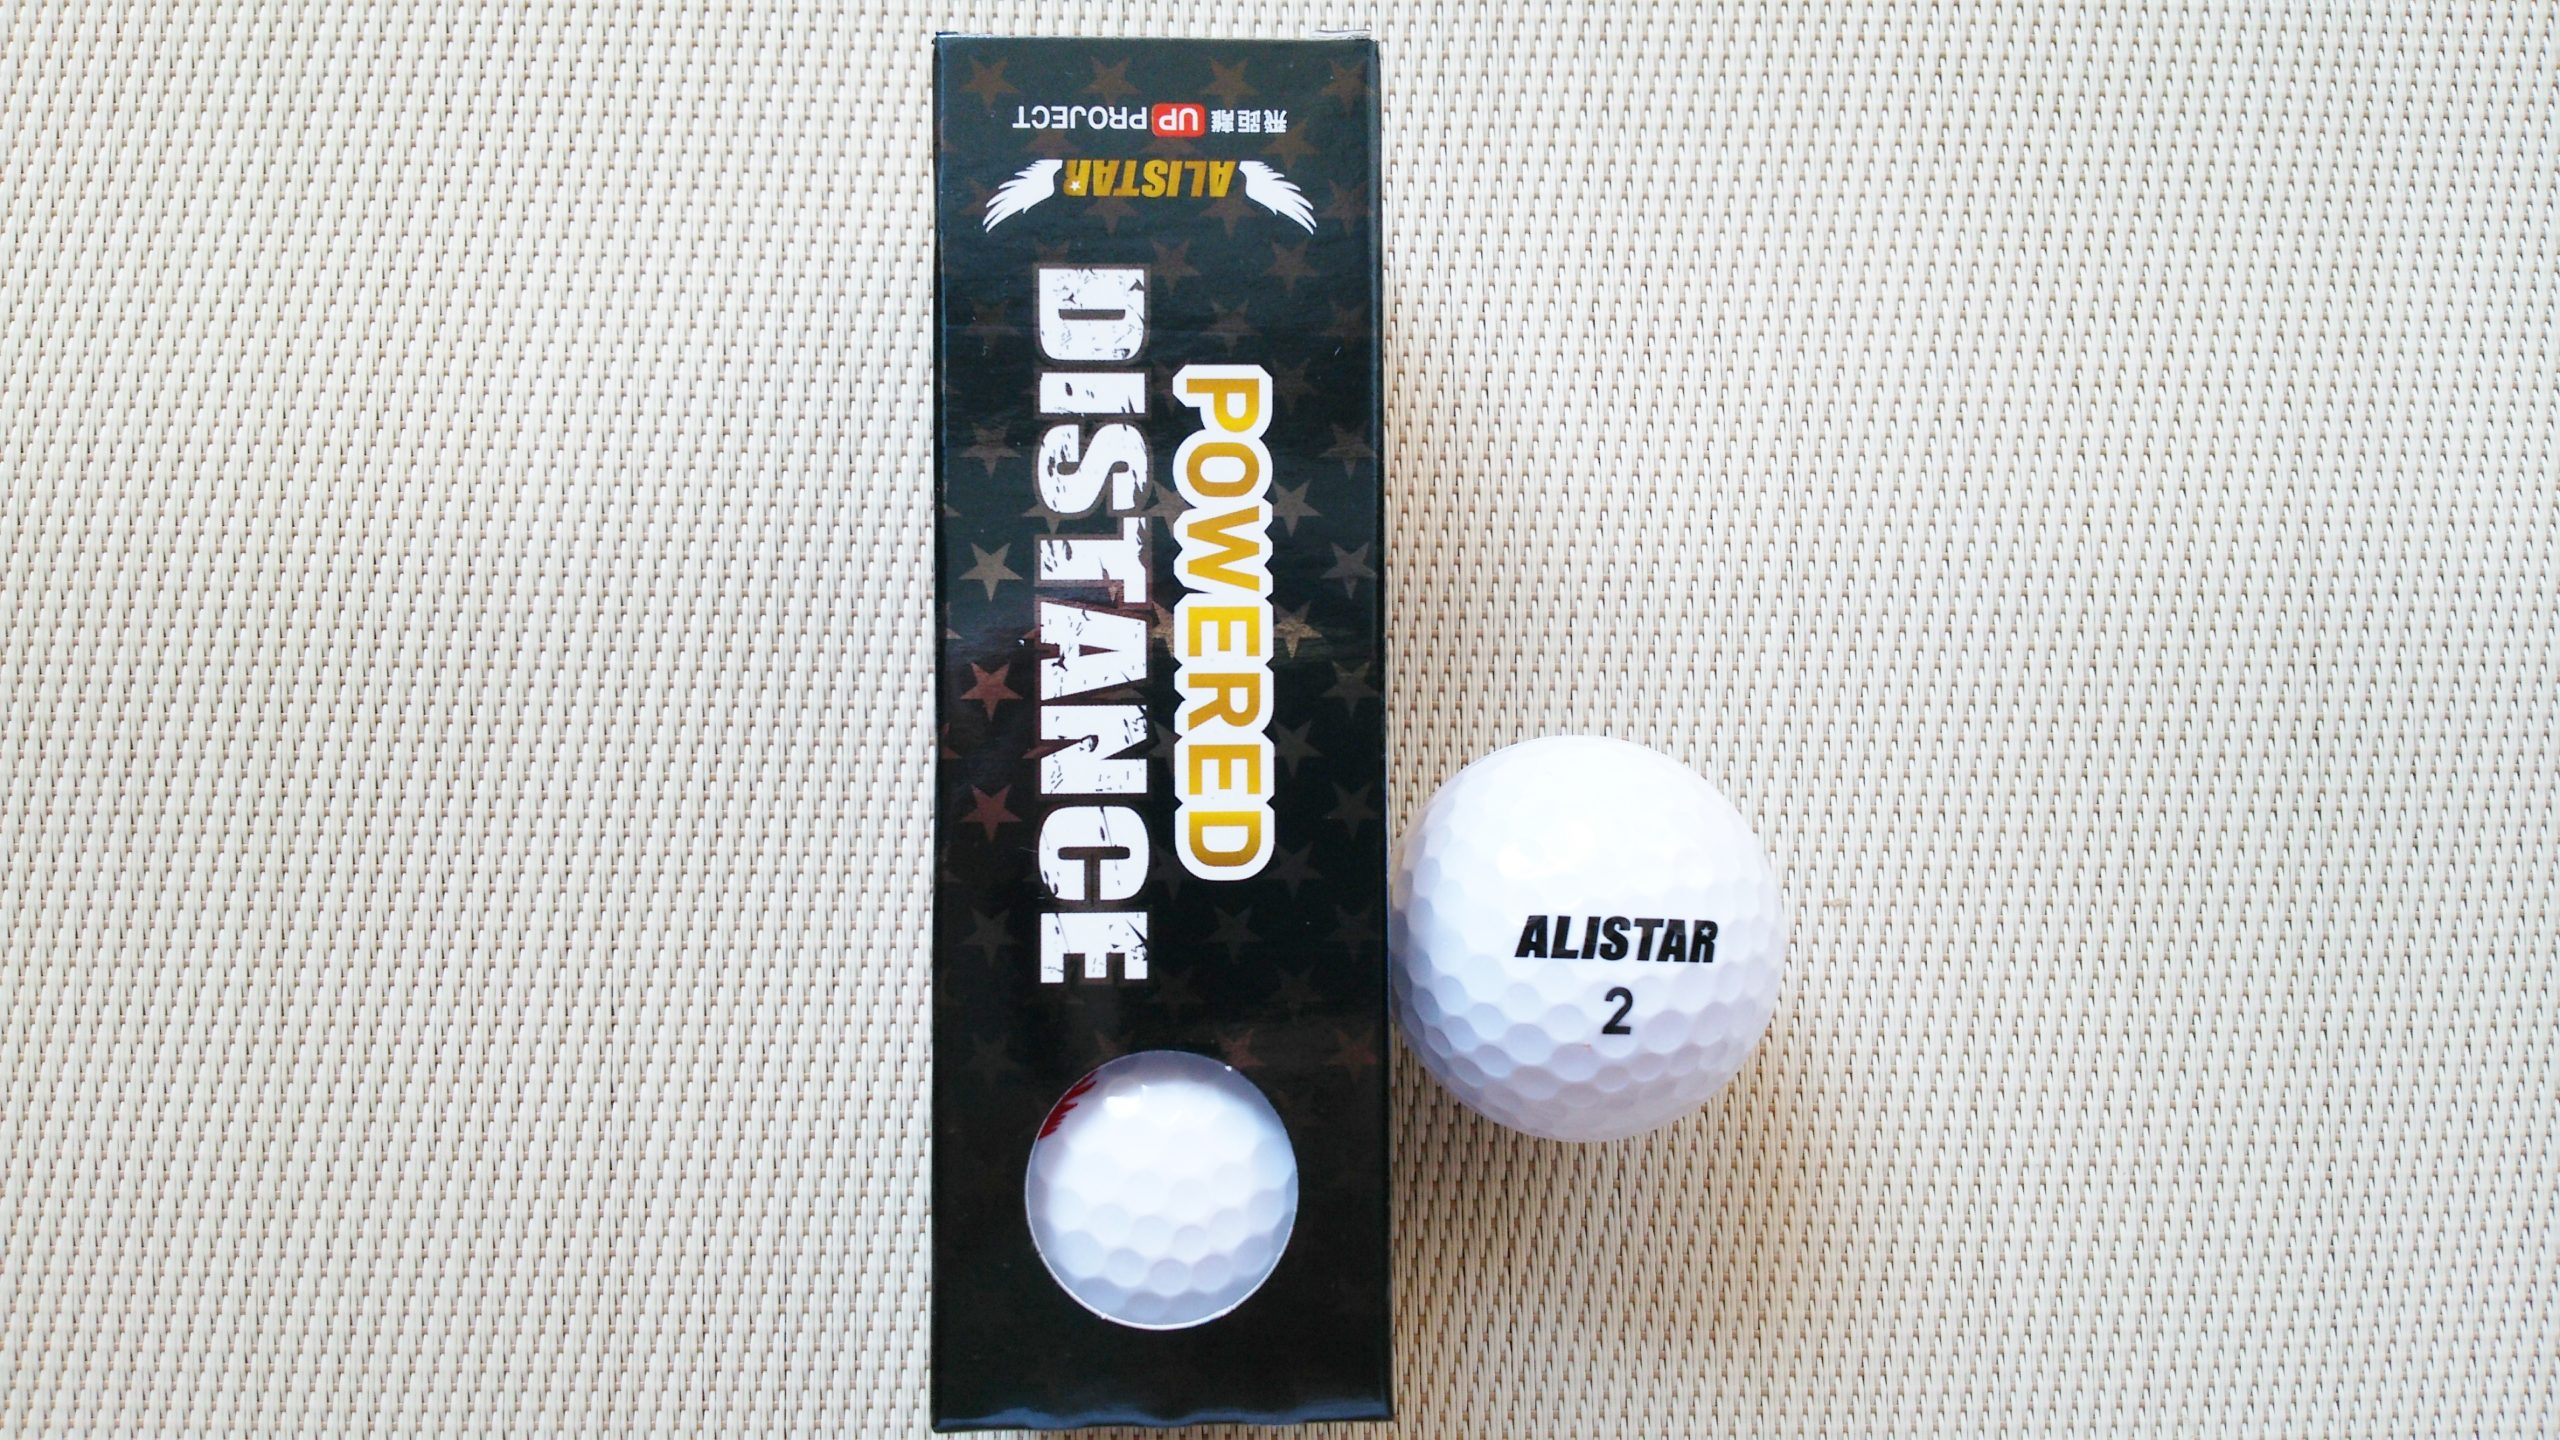 飛距離UP PROJECT
ALISTAR
POWERED
DISTANCE
ALISTAR
2